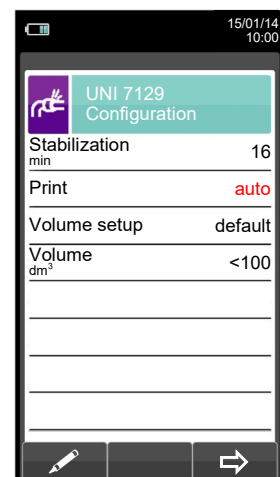 15/01/14
10:00
UNI 7129
Configuration
Stabilization 16
min
Print auto
Volume setup default
Volume <100
dm³